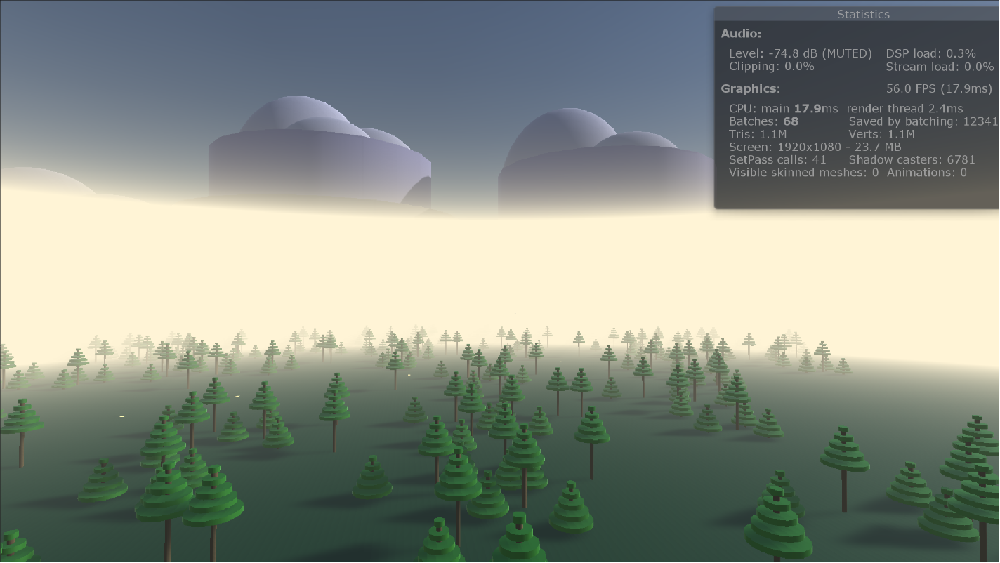 Statistics
Audio:
Level: -74.8 dB (MUTED) DSP load: 0.3%
Clipping: 0.0% Stream load: 0.0%
Graphics: 56.0 FPS (17.9ms)
CPU: main 17.9ms render thread 2.4ms
Batches: 68 Saved by batching: 12341
Tris: 1.1M Verts: 1.1M
Screen: 1920x1080 - 23.7 MB
SetPass calls: 41 Shadow casters: 6781
Visible skinned meshes: 0 Animations: 0